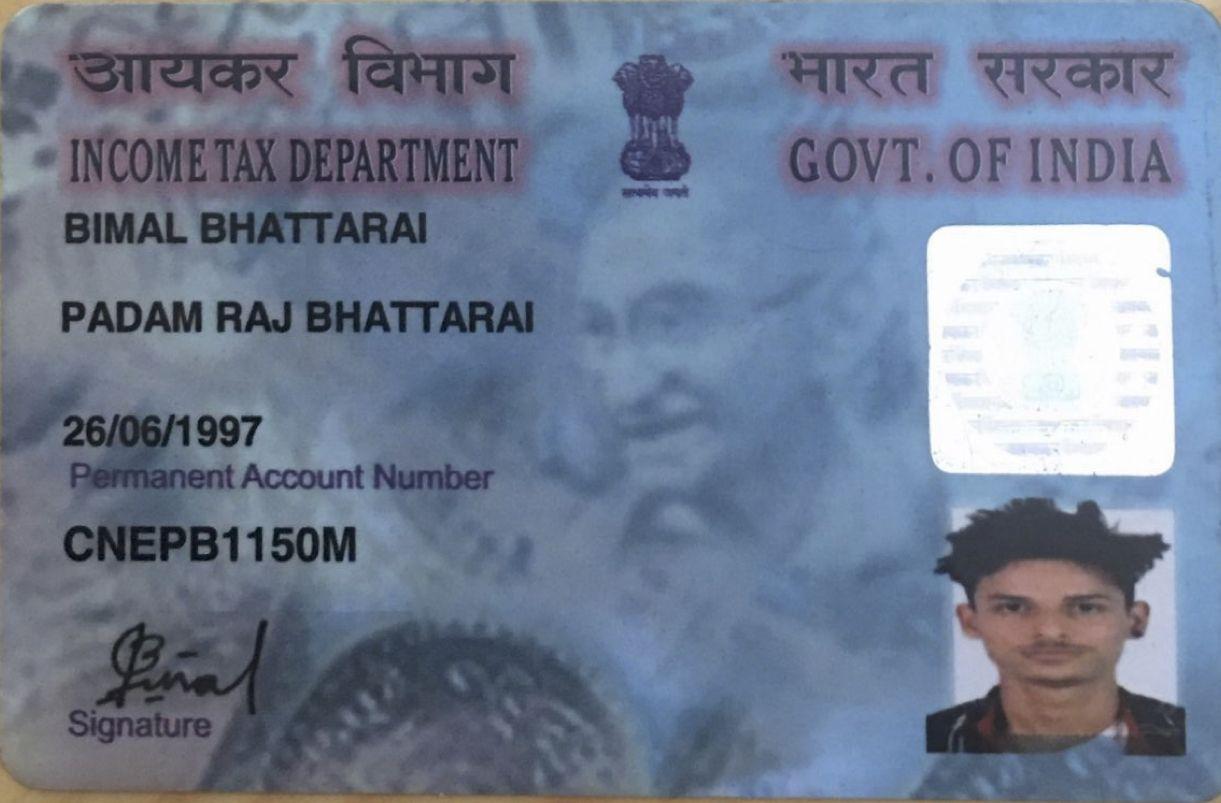 आयकर विभाग
भारत सरकार
INCOME TAX DEPARTMENT
GOVT. OF INDIA
सत्यमेव जयते
BIMAL BHATTARAI
PADAM RAJ BHATTARAI
26/06/1997
Permanent Account Number
CNEPB1150M
Bimal
Signature